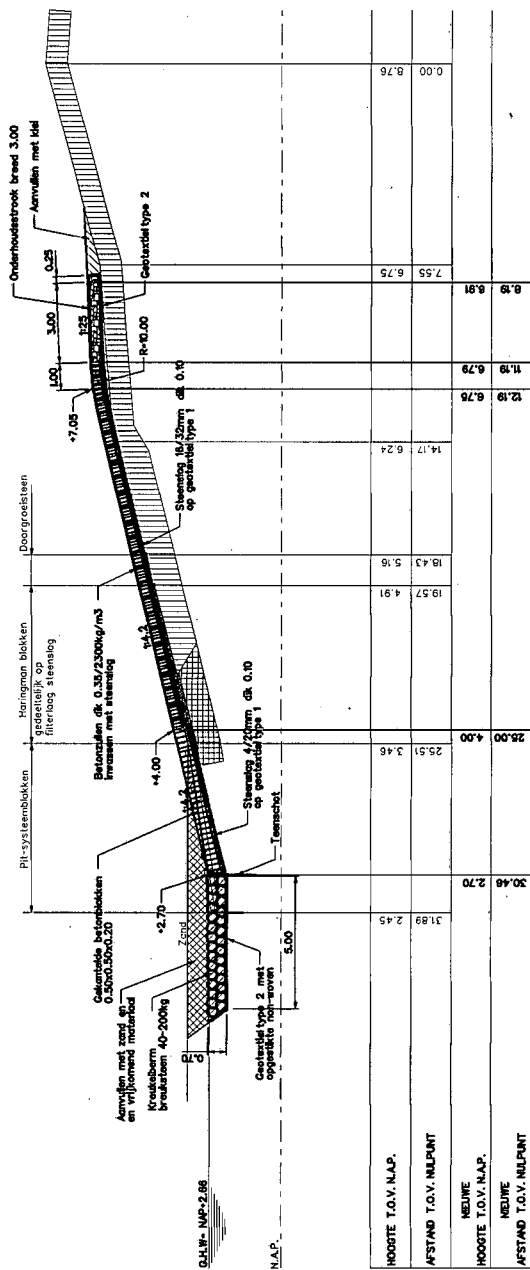 Onderhoudsstrook breed 3.00
Aanvullen met klei
0.25
3.00
1.00
1:25
Geotextiel type 2
R=10.00
+7.05
Doorgroeisteen
Steenslag 16/32mm dik 0.10
op geotextiel type 1
Haringman blokken
gedeeltelijk op
filterlaag steenslag
Betonzuilen dik 0.35/2300kg/m3
inwassen met steenslag
1:4.2
+4.00
Pit-systeemblokken
1:4.2
Steenslag 4/20mm dik 0.10
op geotextiel type 1
Teenschot
Gekantelde betonblokken
0.50x0.50x0.20
+2.70
Zand
Aanvullen met zand en
en vrijkomend materiaal
Kreukelberm
breuksteen 40-200kg
5.00
Geotextiel type 2 met
opgestikte non-woven
0.70
G.H.W= NAP+2.66
N.A.P.
HOOGTE T.O.V. N.A.P. 2.45 3.46 4.91 5.16 6.24 6.75 8.76
AFSTAND T.O.V. NULPUNT 31.89 25.51 19.57 18.43 14.17 7.55 0.00
NIEUWE
HOOGTE T.O.V. N.A.P. 2.70 4.00 6.75 6.79 6.91
NIEUWE
AFSTAND T.O.V. NULPUNT 30.46 25.00 12.19 11.19 8.19